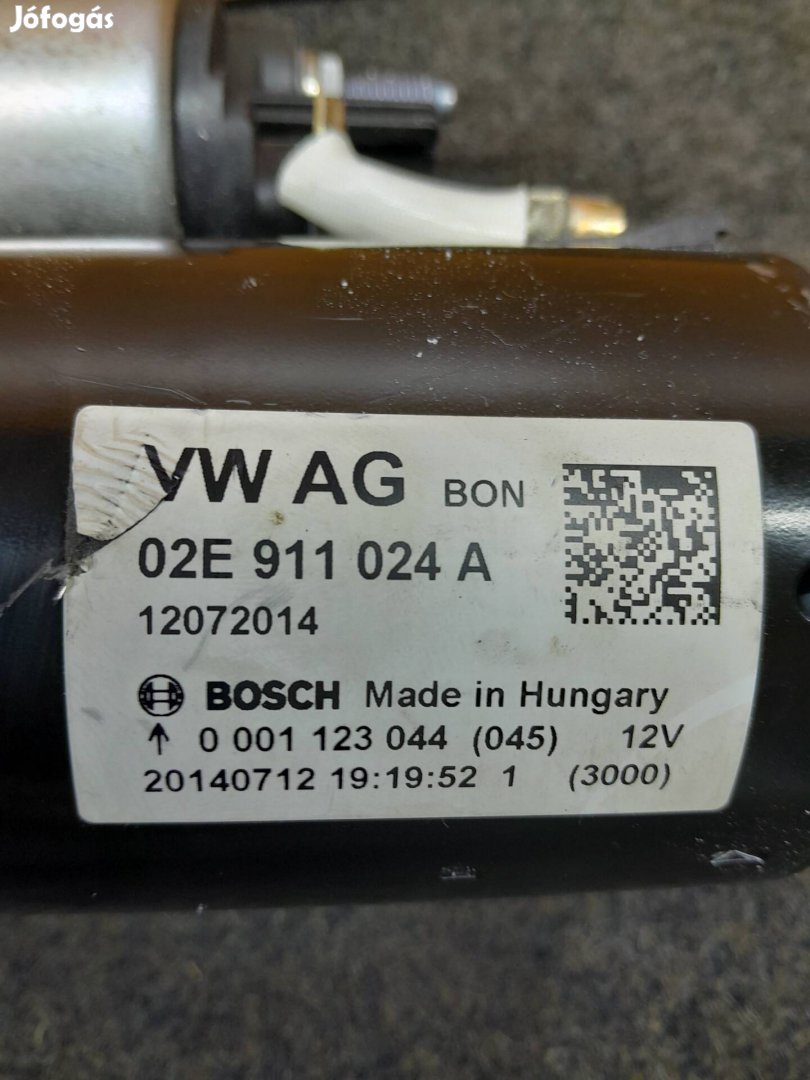 Jófogás
VW AG BON
02E 911 024 A
12072014
BOSCH Made in Hungary
↑ 0 001 123 044 (045) 12V
20140712 19:19:52 1 (3000)